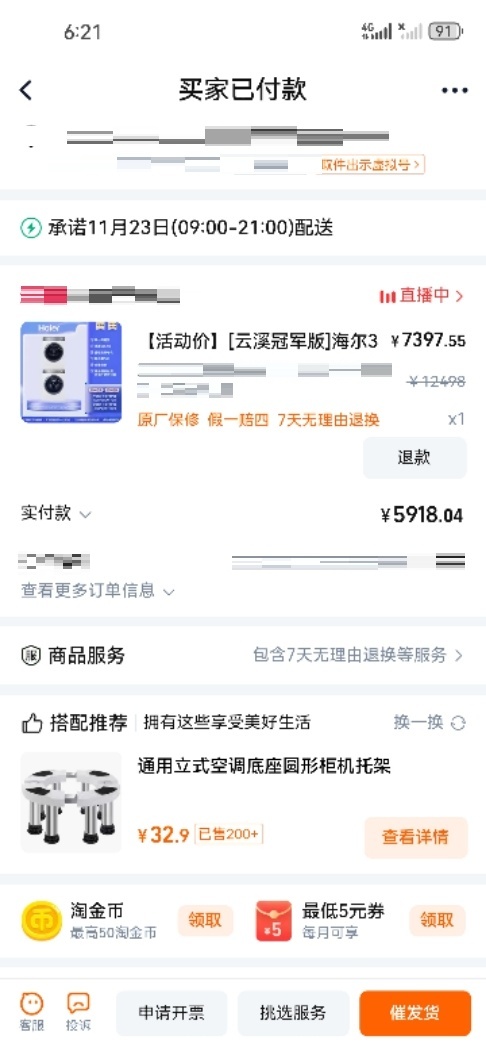 6:21
4G
91
买家已付款
取件出示虚拟号 >
承诺11月23日(09:00-21:00)配送
直播中 >
Haier
【活动价】[云溪冠军版]海尔3 ¥7397.55
¥12498
原厂保修 假一赔四 7天无理由退换 x1
退款
实付款 ¥5918.04
查看更多订单信息
服 商品服务 包含7天无理由退换等服务 >
搭配推荐 拥有这些享受美好生活 换一换
通用立式空调底座圆形柜机托架
¥32.9 已售200+ 查看详情
淘金币 领取
最高50淘金币
最低5元券 领取
每月可享
¥5
客服
投诉
申请开票
挑选服务
催发货